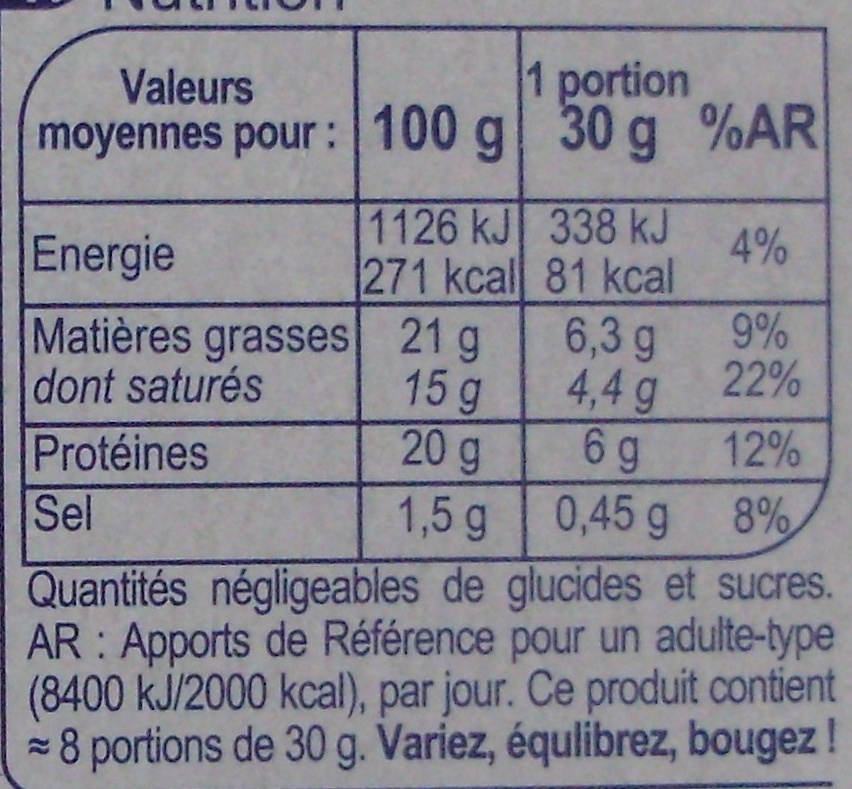 Nutrition
Valeurs moyennes pour : 100 g 1 portion 30 g %AR
Energie 1126 kJ 271 kcal 338 kJ 81 kcal 4%
Matières grasses 21 g 6,3 g 9%
dont saturés 15 g 4,4 g 22%
Protéines 20 g 6 g 12%
Sel 1,5 g 0,45 g 8%
Quantités négligeables de glucides et sucres.
AR : Apports de Référence pour un adulte-type
(8400 kJ/2000 kcal), par jour. Ce produit contient
≈ 8 portions de 30 g. Variez, équlibrez, bougez !